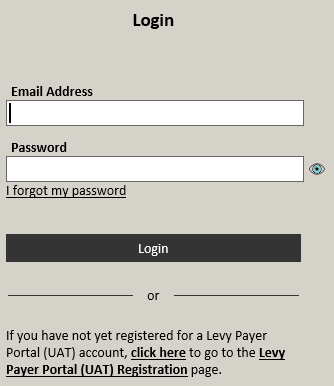 Login
Email Address
Password
I forgot my password
Login
or
If you have not yet registered for a Levy Payer
Portal (UAT) account, click here to go to the Levy
Payer Portal (UAT) Registration page.